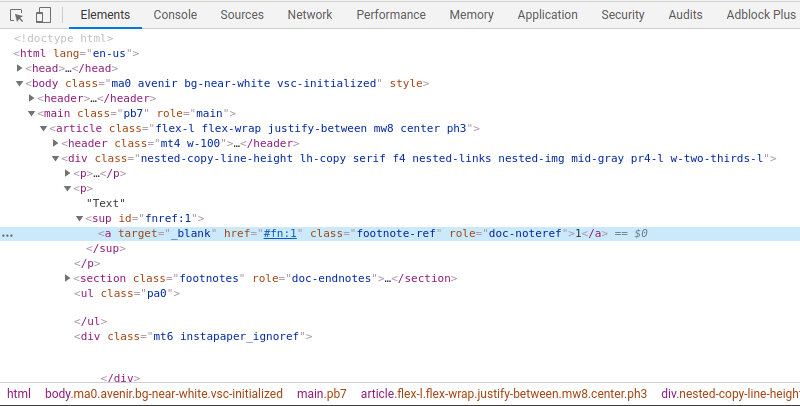 Elements Console Sources Network Performance Memory Application Security Audits Adblock Plus
<!doctype html>
<html lang="en-us">
<head>…</head>
<body class="ma0 avenir bg-near-white vsc-initialized" style>
<header>…</header>
<main class="pb7" role="main">
<article class="flex-l flex-wrap justify-between mw8 center ph3">
<header class="mt4 w-100">…</header>
<div class="nested-copy-line-height lh-copy serif f4 nested-links nested-img mid-gray pr4-l w-two-thirds-l">
<p>…</p>
<p>
"Text"
<sup id="fnref:1">
… <a target="_blank" href="#fn:1" class="footnote-ref" role="doc-noteref">1</a> == $0
</sup>
</p>
<section class="footnotes" role="doc-endnotes">…</section>
<ul class="pa0">
</ul>
<div class="mt6 instapaper_ignoref">
</div>
html body.ma0.avenir.bg-near-white.vsc-initialized main.pb7 article.flex-l.flex-wrap.justify-between.mw8.center.ph3 div.nested-copy-line-heigh